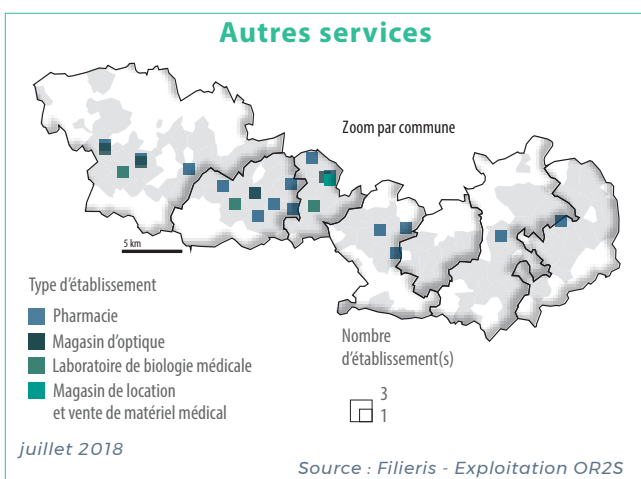 Autres services
Zoom par commune
5 km
Type d'établissement
Pharmacie
Magasin d'optique
Laboratoire de biologie médicale
Magasin de location
et vente de matériel médical
Nombre
d'établissement(s)
3
1
juillet 2018
Source : Filieris - Exploitation OR2S